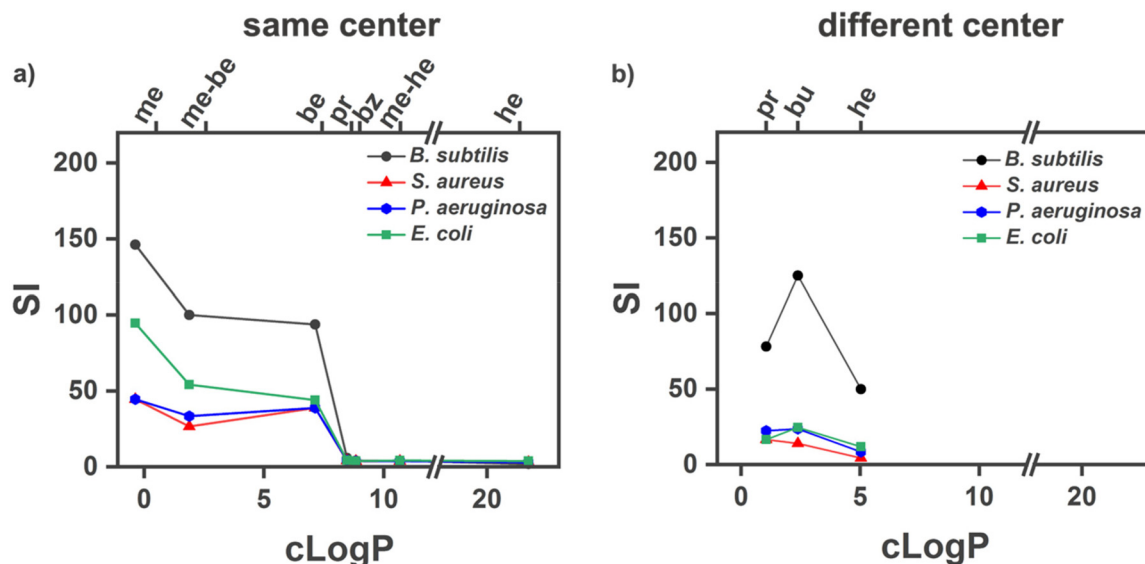 same center
different center
a)
me
me-be
be
pr
bz
me-he
he
b)
pr
bu
he
200
150
100
50
0
SI
B. subtilis
S. aureus
P. aeruginosa
E. coli
0
5
10
20
cLogP
200
150
100
50
0
SI
B. subtilis
S. aureus
P. aeruginosa
E. coli
0
5
10
20
cLogP